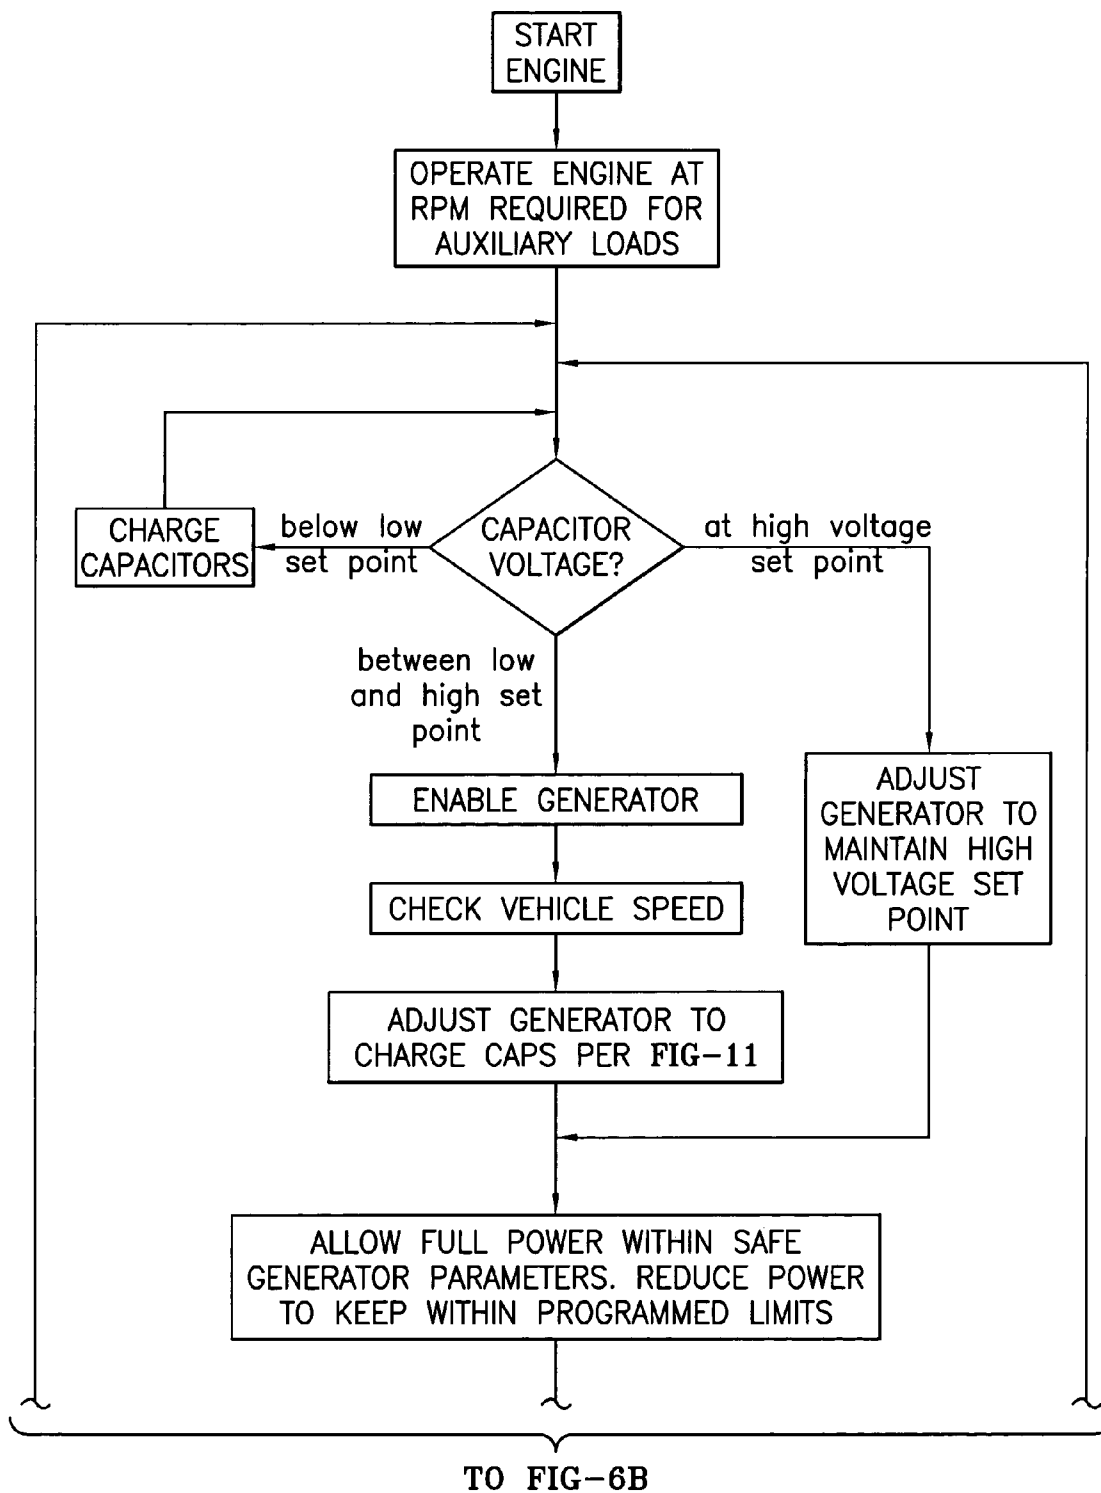 START
ENGINE
OPERATE ENGINE AT
RPM REQUIRED FOR
AUXILIARY LOADS
CHARGE
CAPACITORS
below low
set point
CAPACITOR
VOLTAGE?
at high voltage
set point
between low
and high set
point
ENABLE GENERATOR
CHECK VEHICLE SPEED
ADJUST GENERATOR TO
CHARGE CAPS PER FIG-11
ADJUST
GENERATOR TO
MAINTAIN HIGH
VOLTAGE SET
POINT
ALLOW FULL POWER WITHIN SAFE
GENERATOR PARAMETERS. REDUCE POWER
TO KEEP WITHIN PROGRAMMED LIMITS
TO FIG-6B